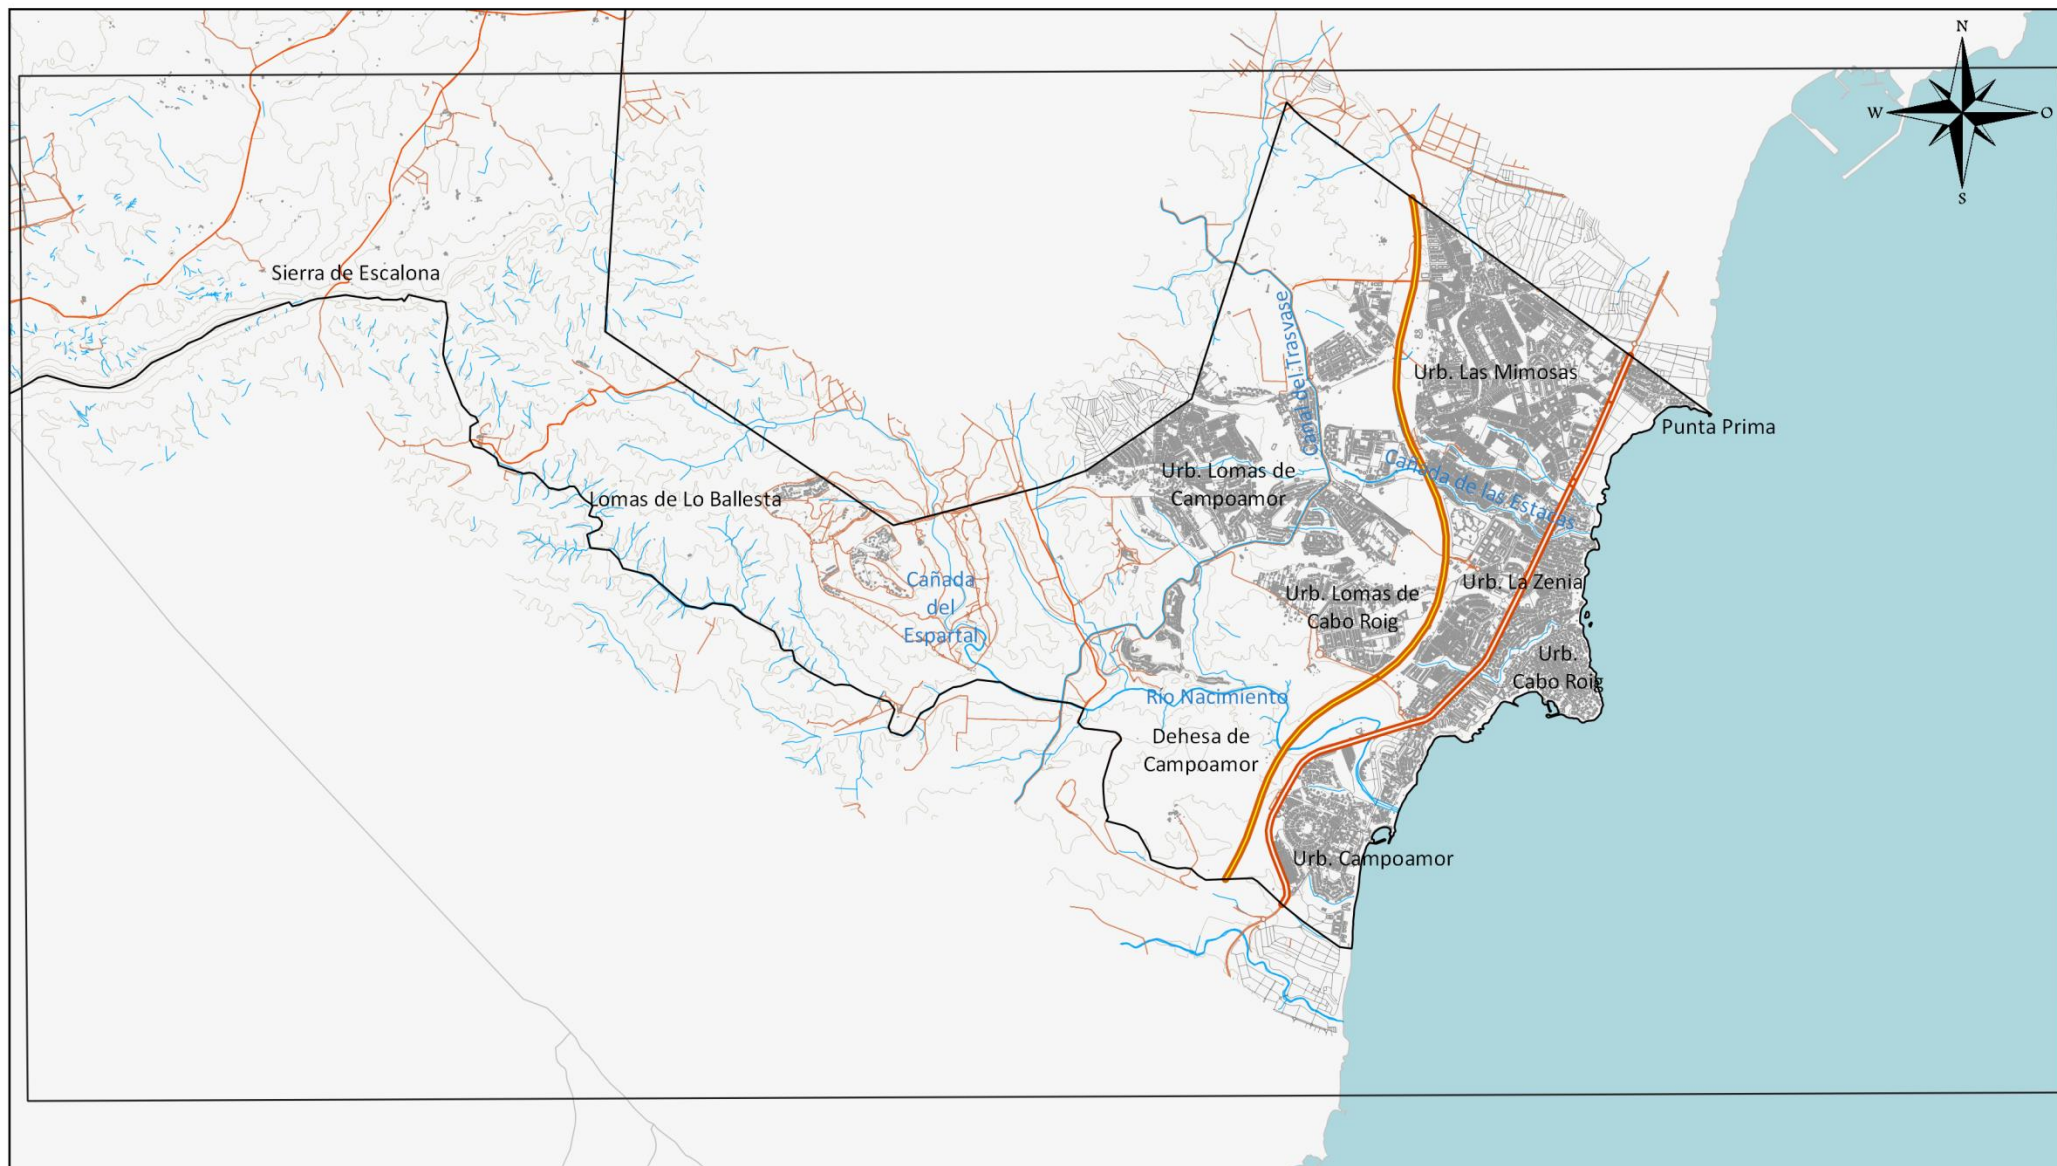 N
W
O
S
Sierra de Escalona
Canal del Trasvase
Urb. Las Mimosas
Punta Prima
Urb. Lomas de
Campoamor
Cañada de las Estacas
Lomas de Lo Ballesta
Cañada
del
Espartal
Urb. La Zenia
Urb. Lomas de
Cabo Roig
Urb.
Cabo Roig
Río Nacimiento
Dehesa de
Campoamor
Urb. Campoamor